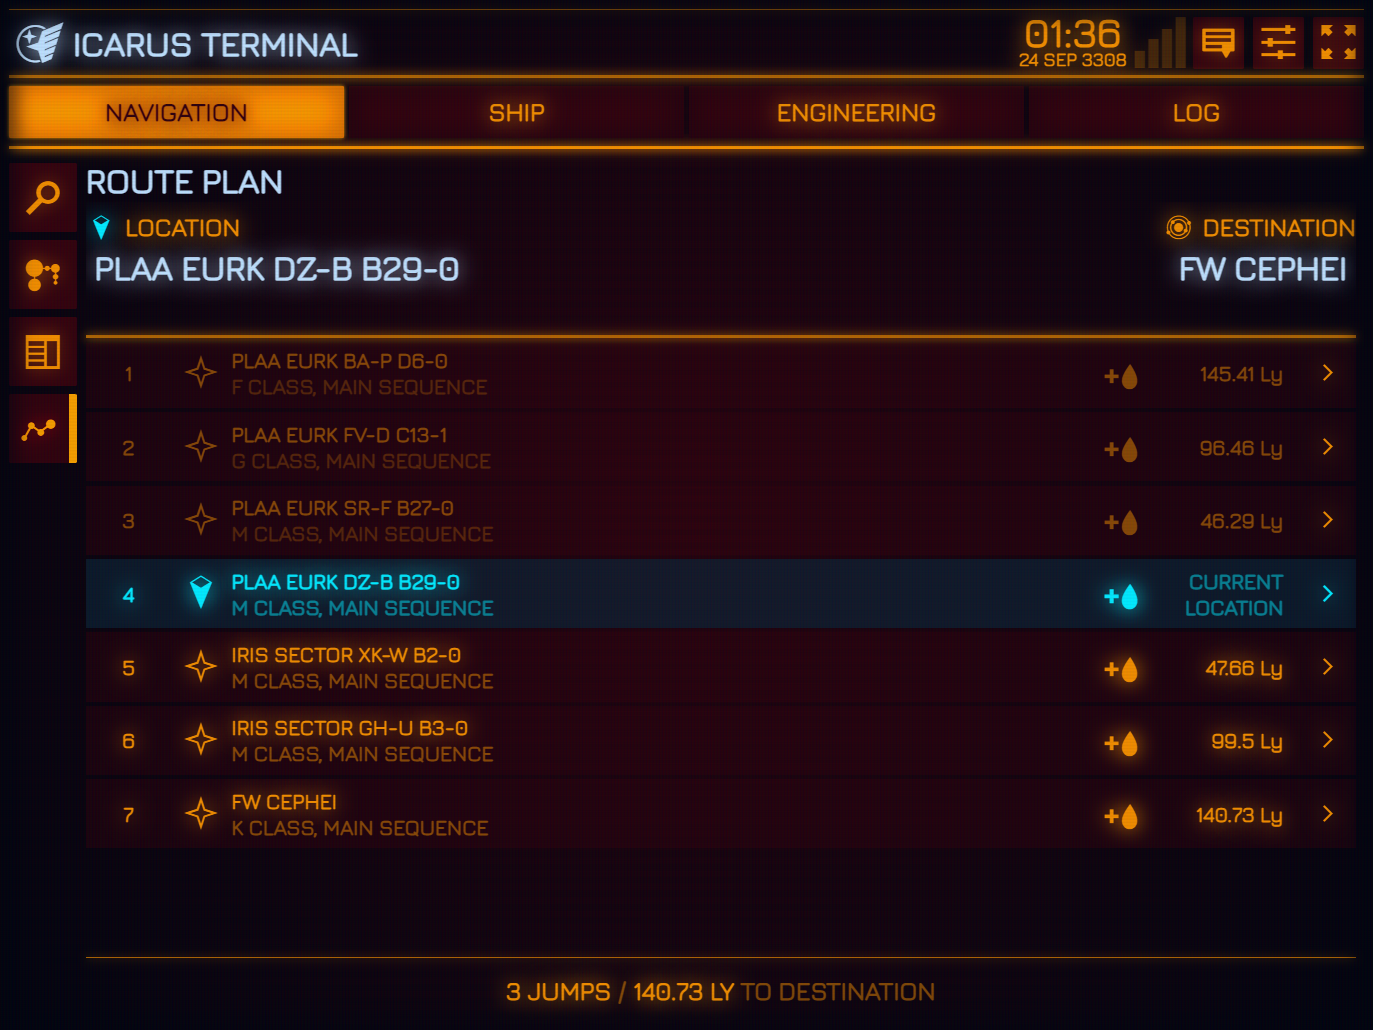 ICARUS TERMINAL
01:36
24 SEP 3308
NAVIGATION
SHIP
ENGINEERING
LOG
ROUTE PLAN
LOCATION
DESTINATION
PLAA EURK DZ-B B29-0
FW CEPHEI
1
PLAA EURK BA-P D6-0
F CLASS, MAIN SEQUENCE
145.41 Ly
2
PLAA EURK FV-D C13-1
G CLASS, MAIN SEQUENCE
96.46 Ly
3
PLAA EURK SR-F B27-0
M CLASS, MAIN SEQUENCE
46.29 Ly
4
PLAA EURK DZ-B B29-0
M CLASS, MAIN SEQUENCE
CURRENT
LOCATION
5
IRIS SECTOR XK-W B2-0
M CLASS, MAIN SEQUENCE
47.66 Ly
6
IRIS SECTOR GH-U B3-0
M CLASS, MAIN SEQUENCE
99.5 Ly
7
FW CEPHEI
K CLASS, MAIN SEQUENCE
140.73 Ly
3 JUMPS / 140.73 LY TO DESTINATION